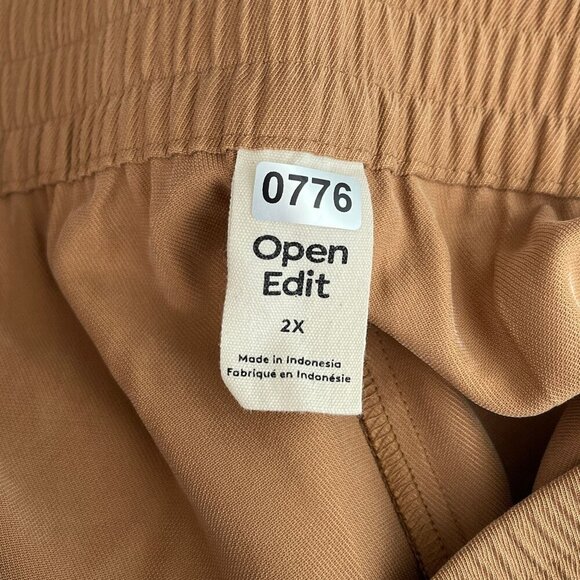 0776
Open
Edit
2X
Made in Indonesia
Fabriqué en Indonésie